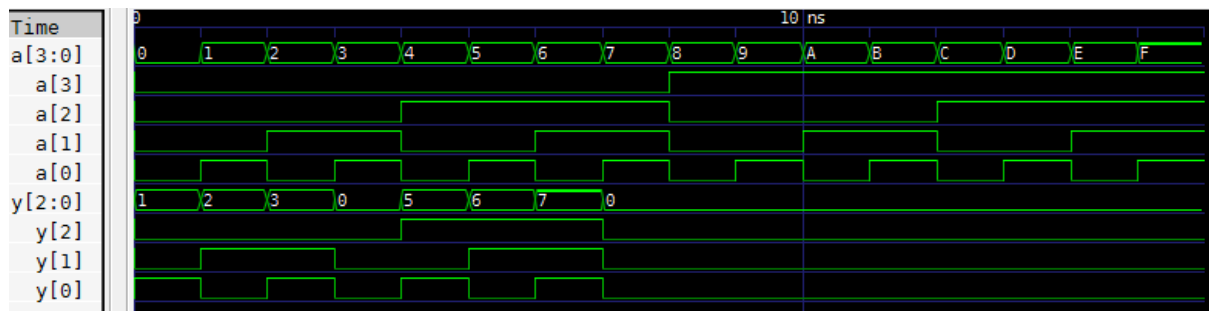 Time 0 10 ns
a[3:0] 0 1 2 3 4 5 6 7 8 9 A B C D E F
a[3]
a[2]
a[1]
a[0]
y[2:0] 1 2 3 0 5 6 7 0
y[2]
y[1]
y[0]